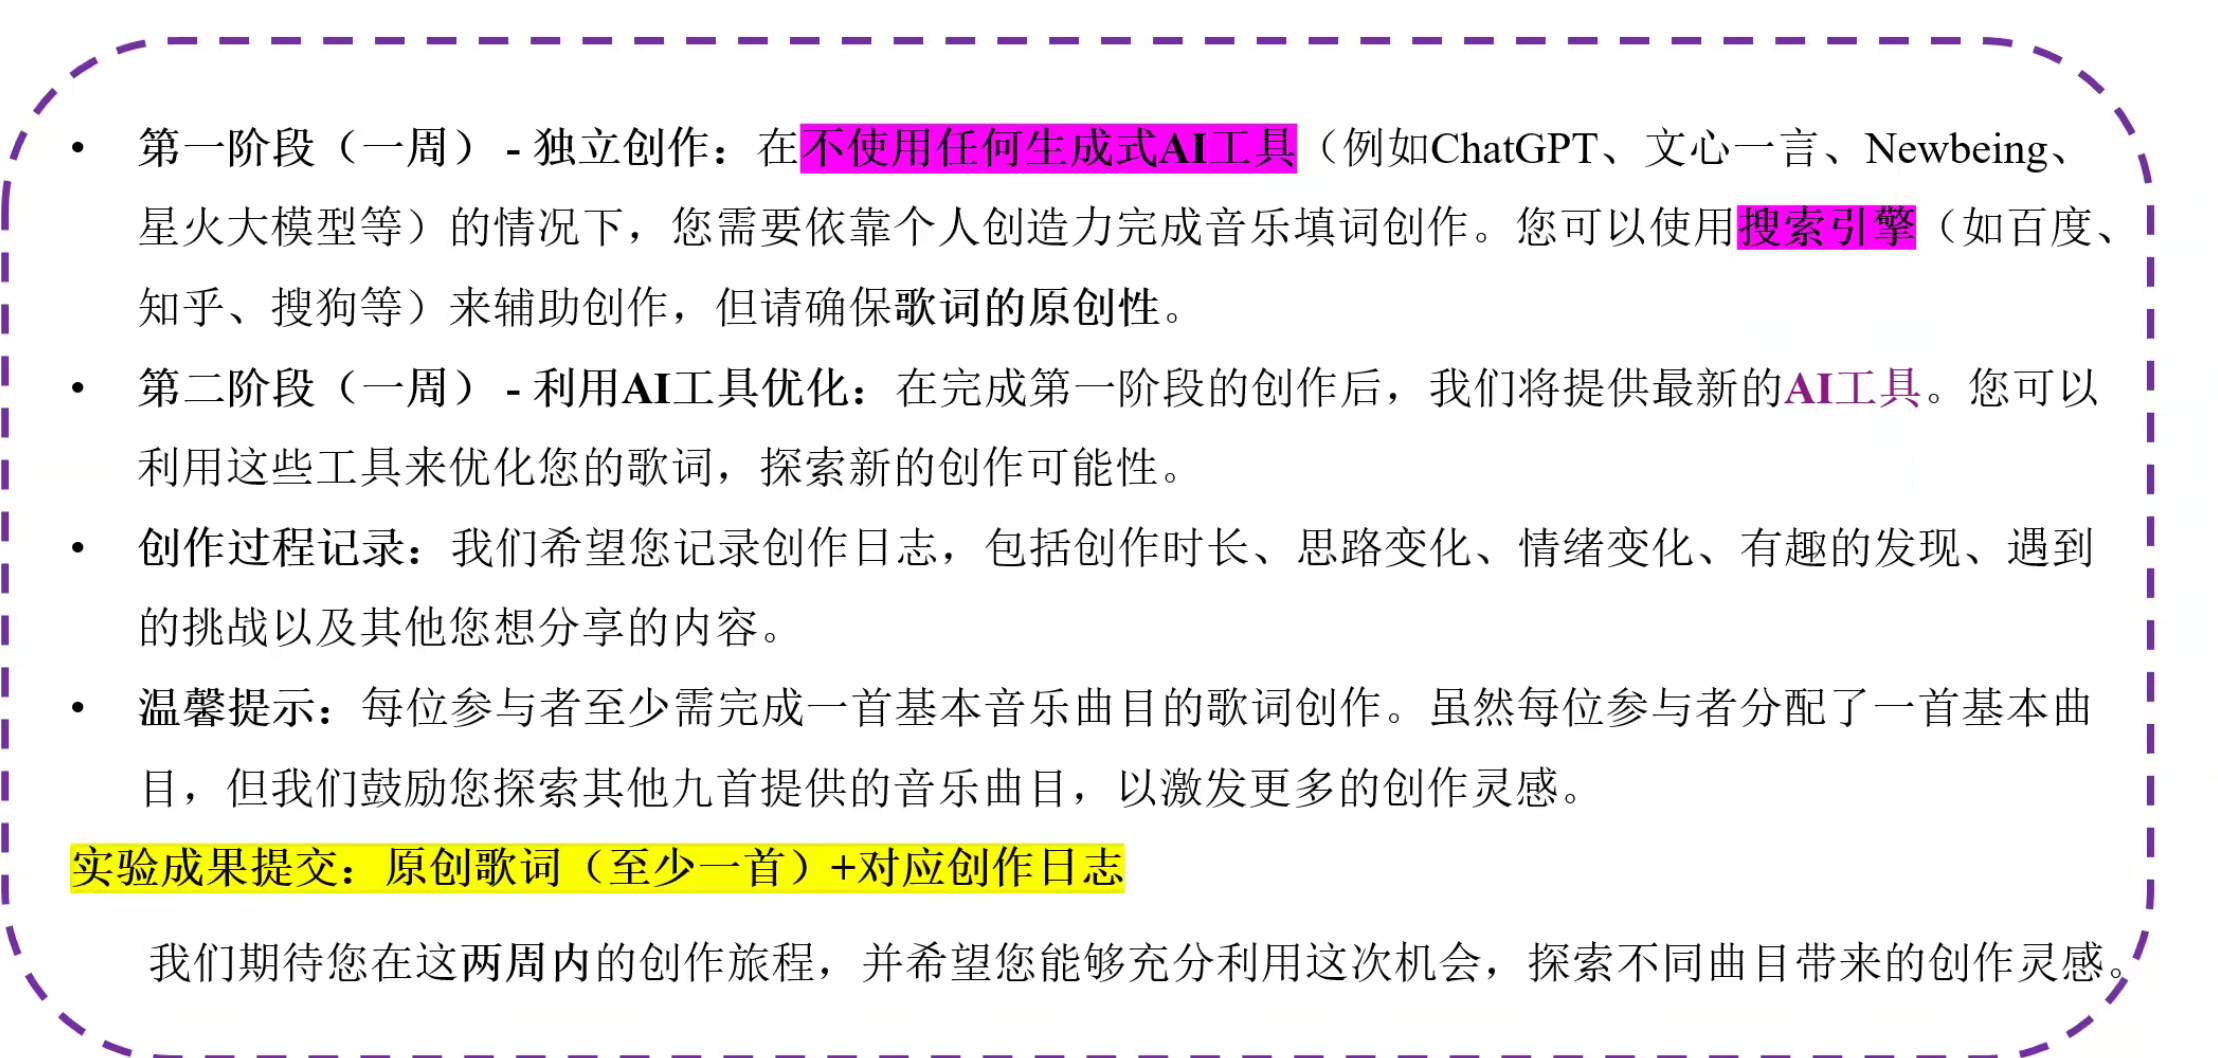 • 第一阶段（一周） - 独立创作：在不使用任何生成式AI工具（例如ChatGPT、文心一言、Newbeing、
星火大模型等）的情况下，您需要依靠个人创造力完成音乐填词创作。您可以使用搜索引擎（如百度、
知乎、搜狗等）来辅助创作，但请确保歌词的原创性。
• 第二阶段（一周） - 利用AI工具优化：在完成第一阶段的创作后，我们将提供最新的AI工具。您可以
利用这些工具来优化您的歌词，探索新的创作可能性。
• 创作过程记录：我们希望您记录创作日志，包括创作时长、思路变化、情绪变化、有趣的发现、遇到
的挑战以及其他您想分享的内容。
• 温馨提示：每位参与者至少需完成一首基本音乐曲目的歌词创作。虽然每位参与者分配了一首基本曲
目，但我们鼓励您探索其他九首提供的音乐曲目，以激发更多的创作灵感。
实验成果提交：原创歌词（至少一首）+对应创作日志
我们期待您在这两周内的创作旅程，并希望您能够充分利用这次机会，探索不同曲目带来的创作灵感。